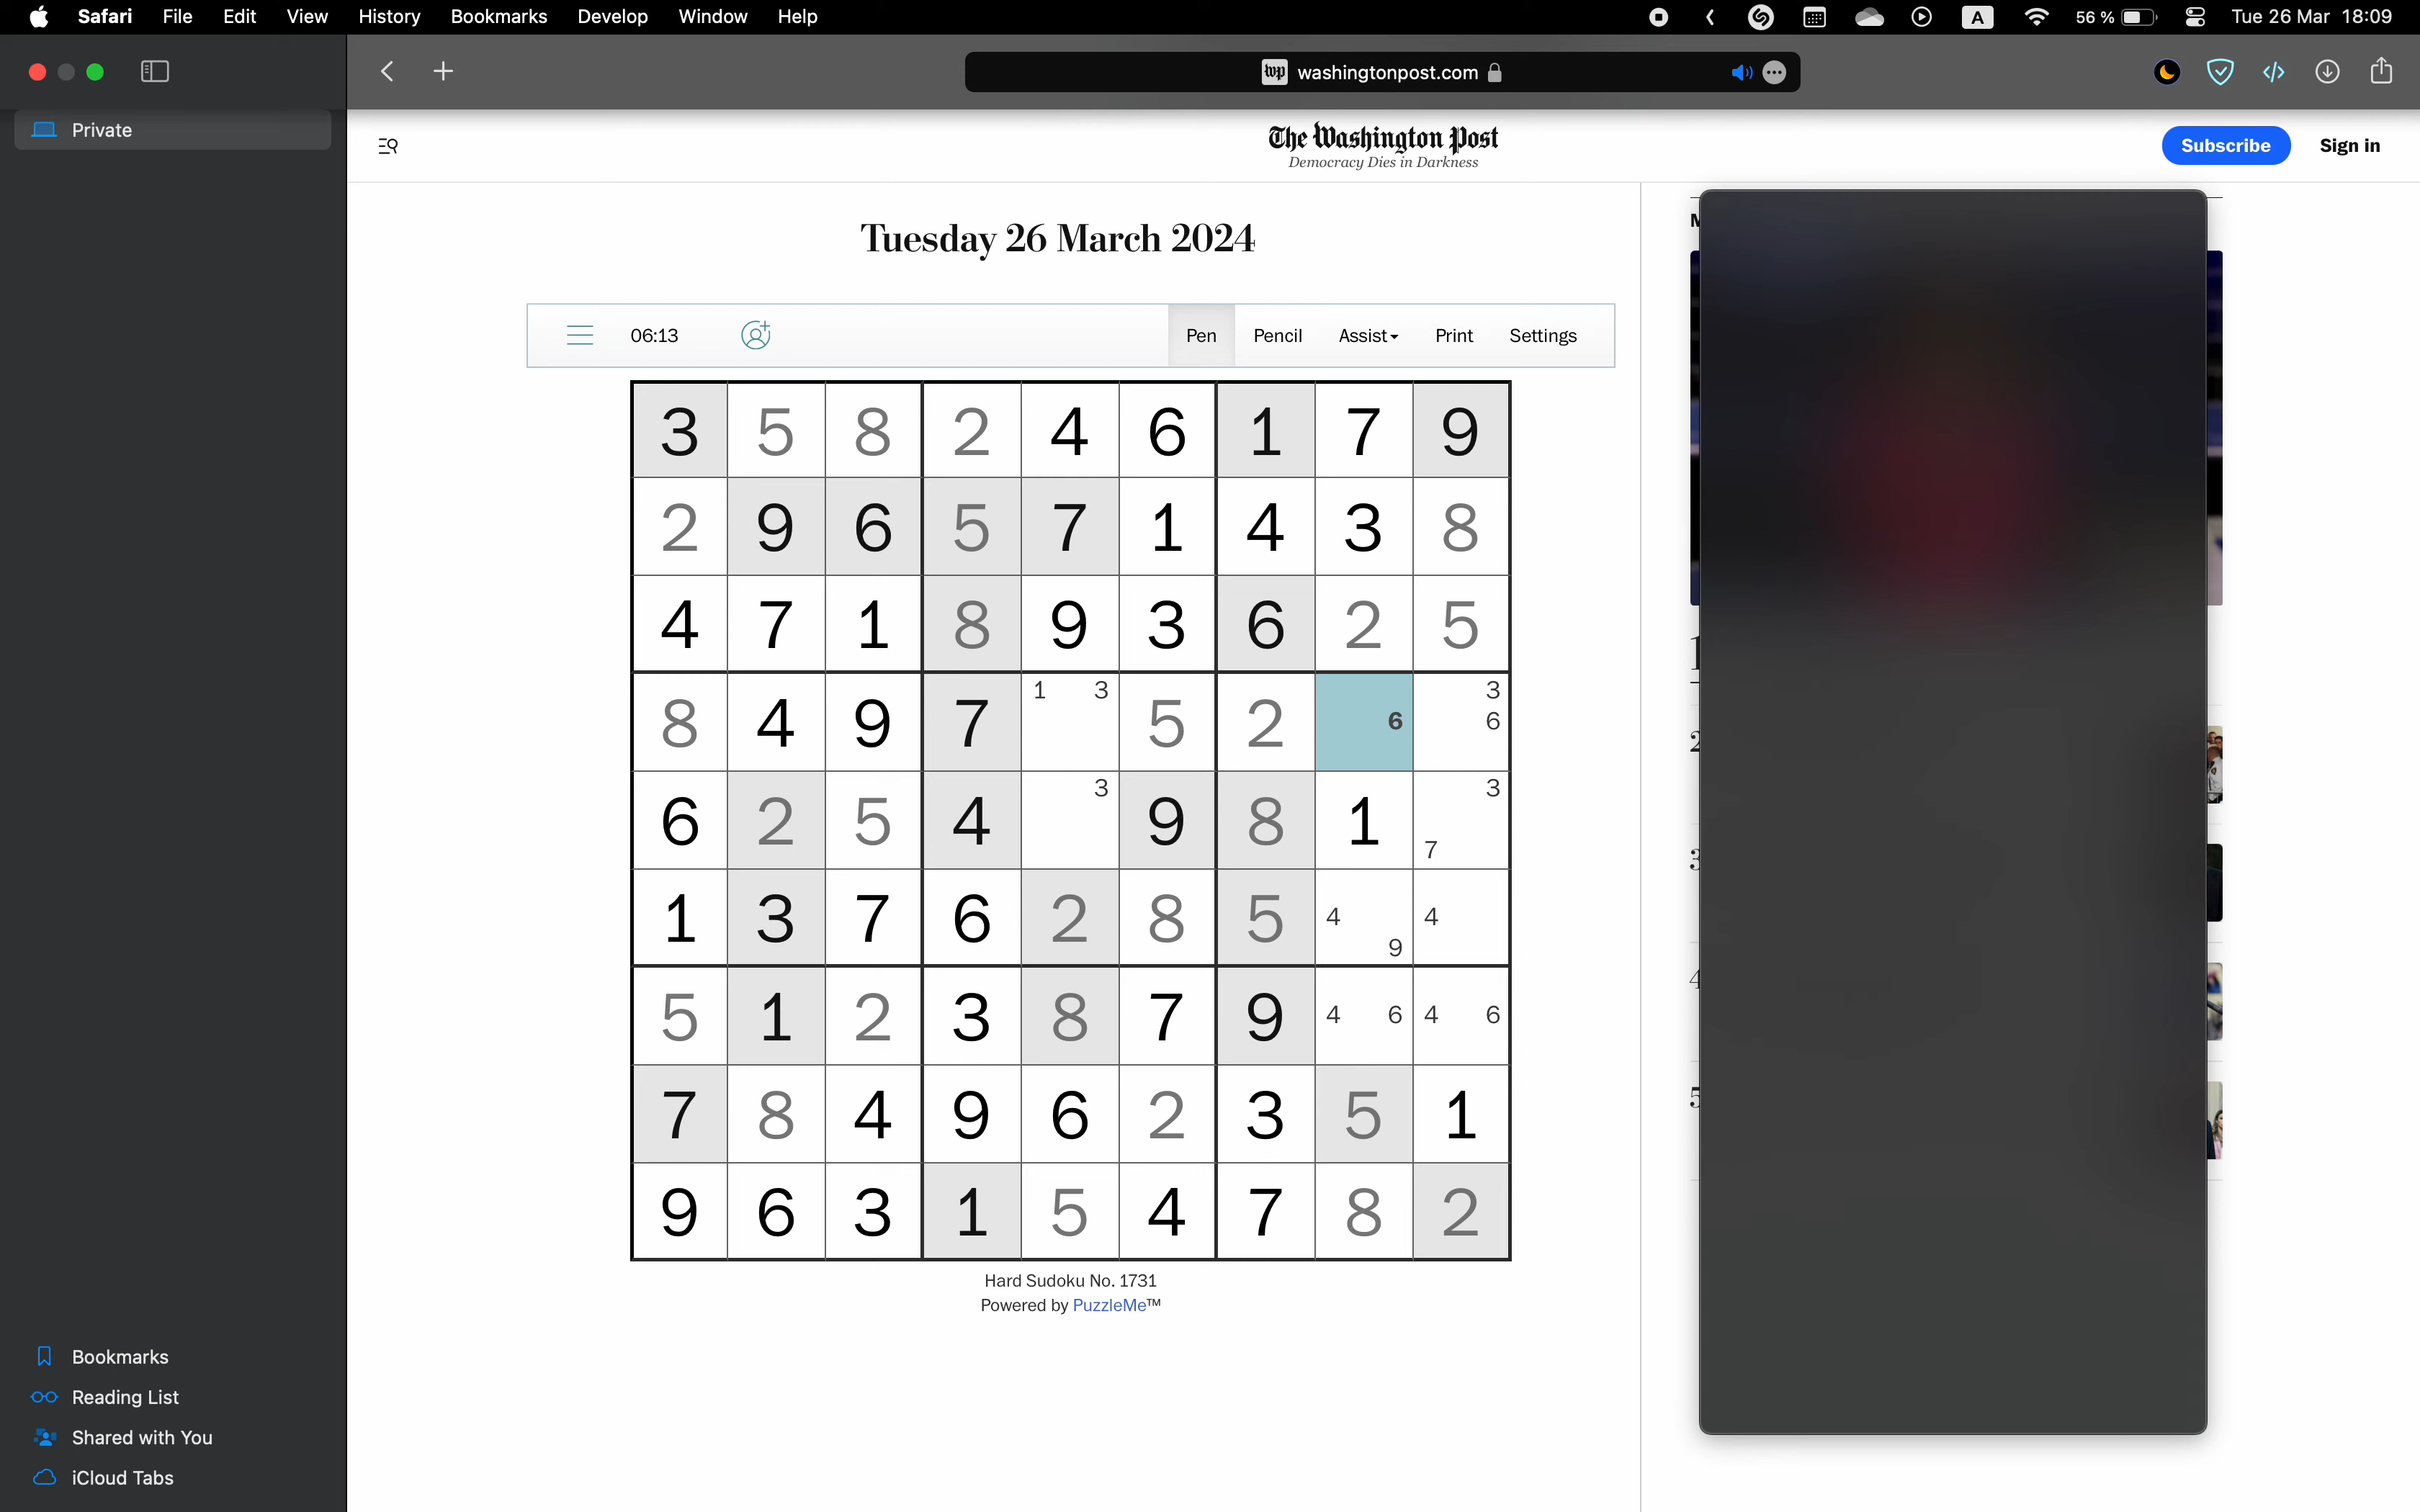 Safari File Edit View History Bookmarks Develop Window Help A 56 % Tue 26 Mar 18:09
wp washingtonpost.com
Private
The Washington Post
Democracy Dies in Darkness
Subscribe Sign in
Tuesday 26 March 2024
06:13 Pen Pencil Assist Print Settings
3 5 8 2 4 6 1 7 9
2 9 6 5 7 1 4 3 8
4 7 1 8 9 3 6 2 5
8 4 9 7 1 3 5 2 6 3 6
6 2 5 4 3 9 8 1 3 7
1 3 7 6 2 8 5 4 9 4
5 1 2 3 8 7 9 4 6 4 6
7 8 4 9 6 2 3 5 1
9 6 3 1 5 4 7 8 2
Hard Sudoku No. 1731
Powered by PuzzleMe™
1
2
3
4
5
Bookmarks
Reading List
Shared with You
iCloud Tabs